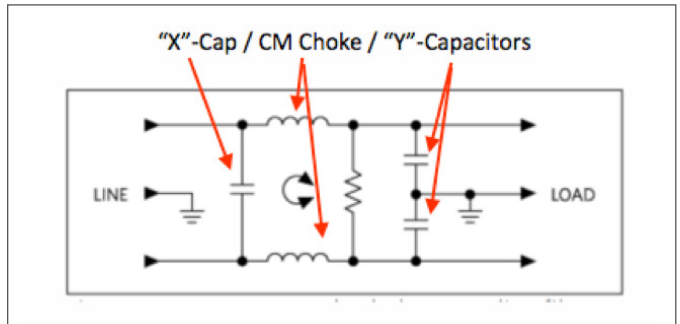 “X”-Cap / CM Choke / “Y”-Capacitors
LINE
LOAD